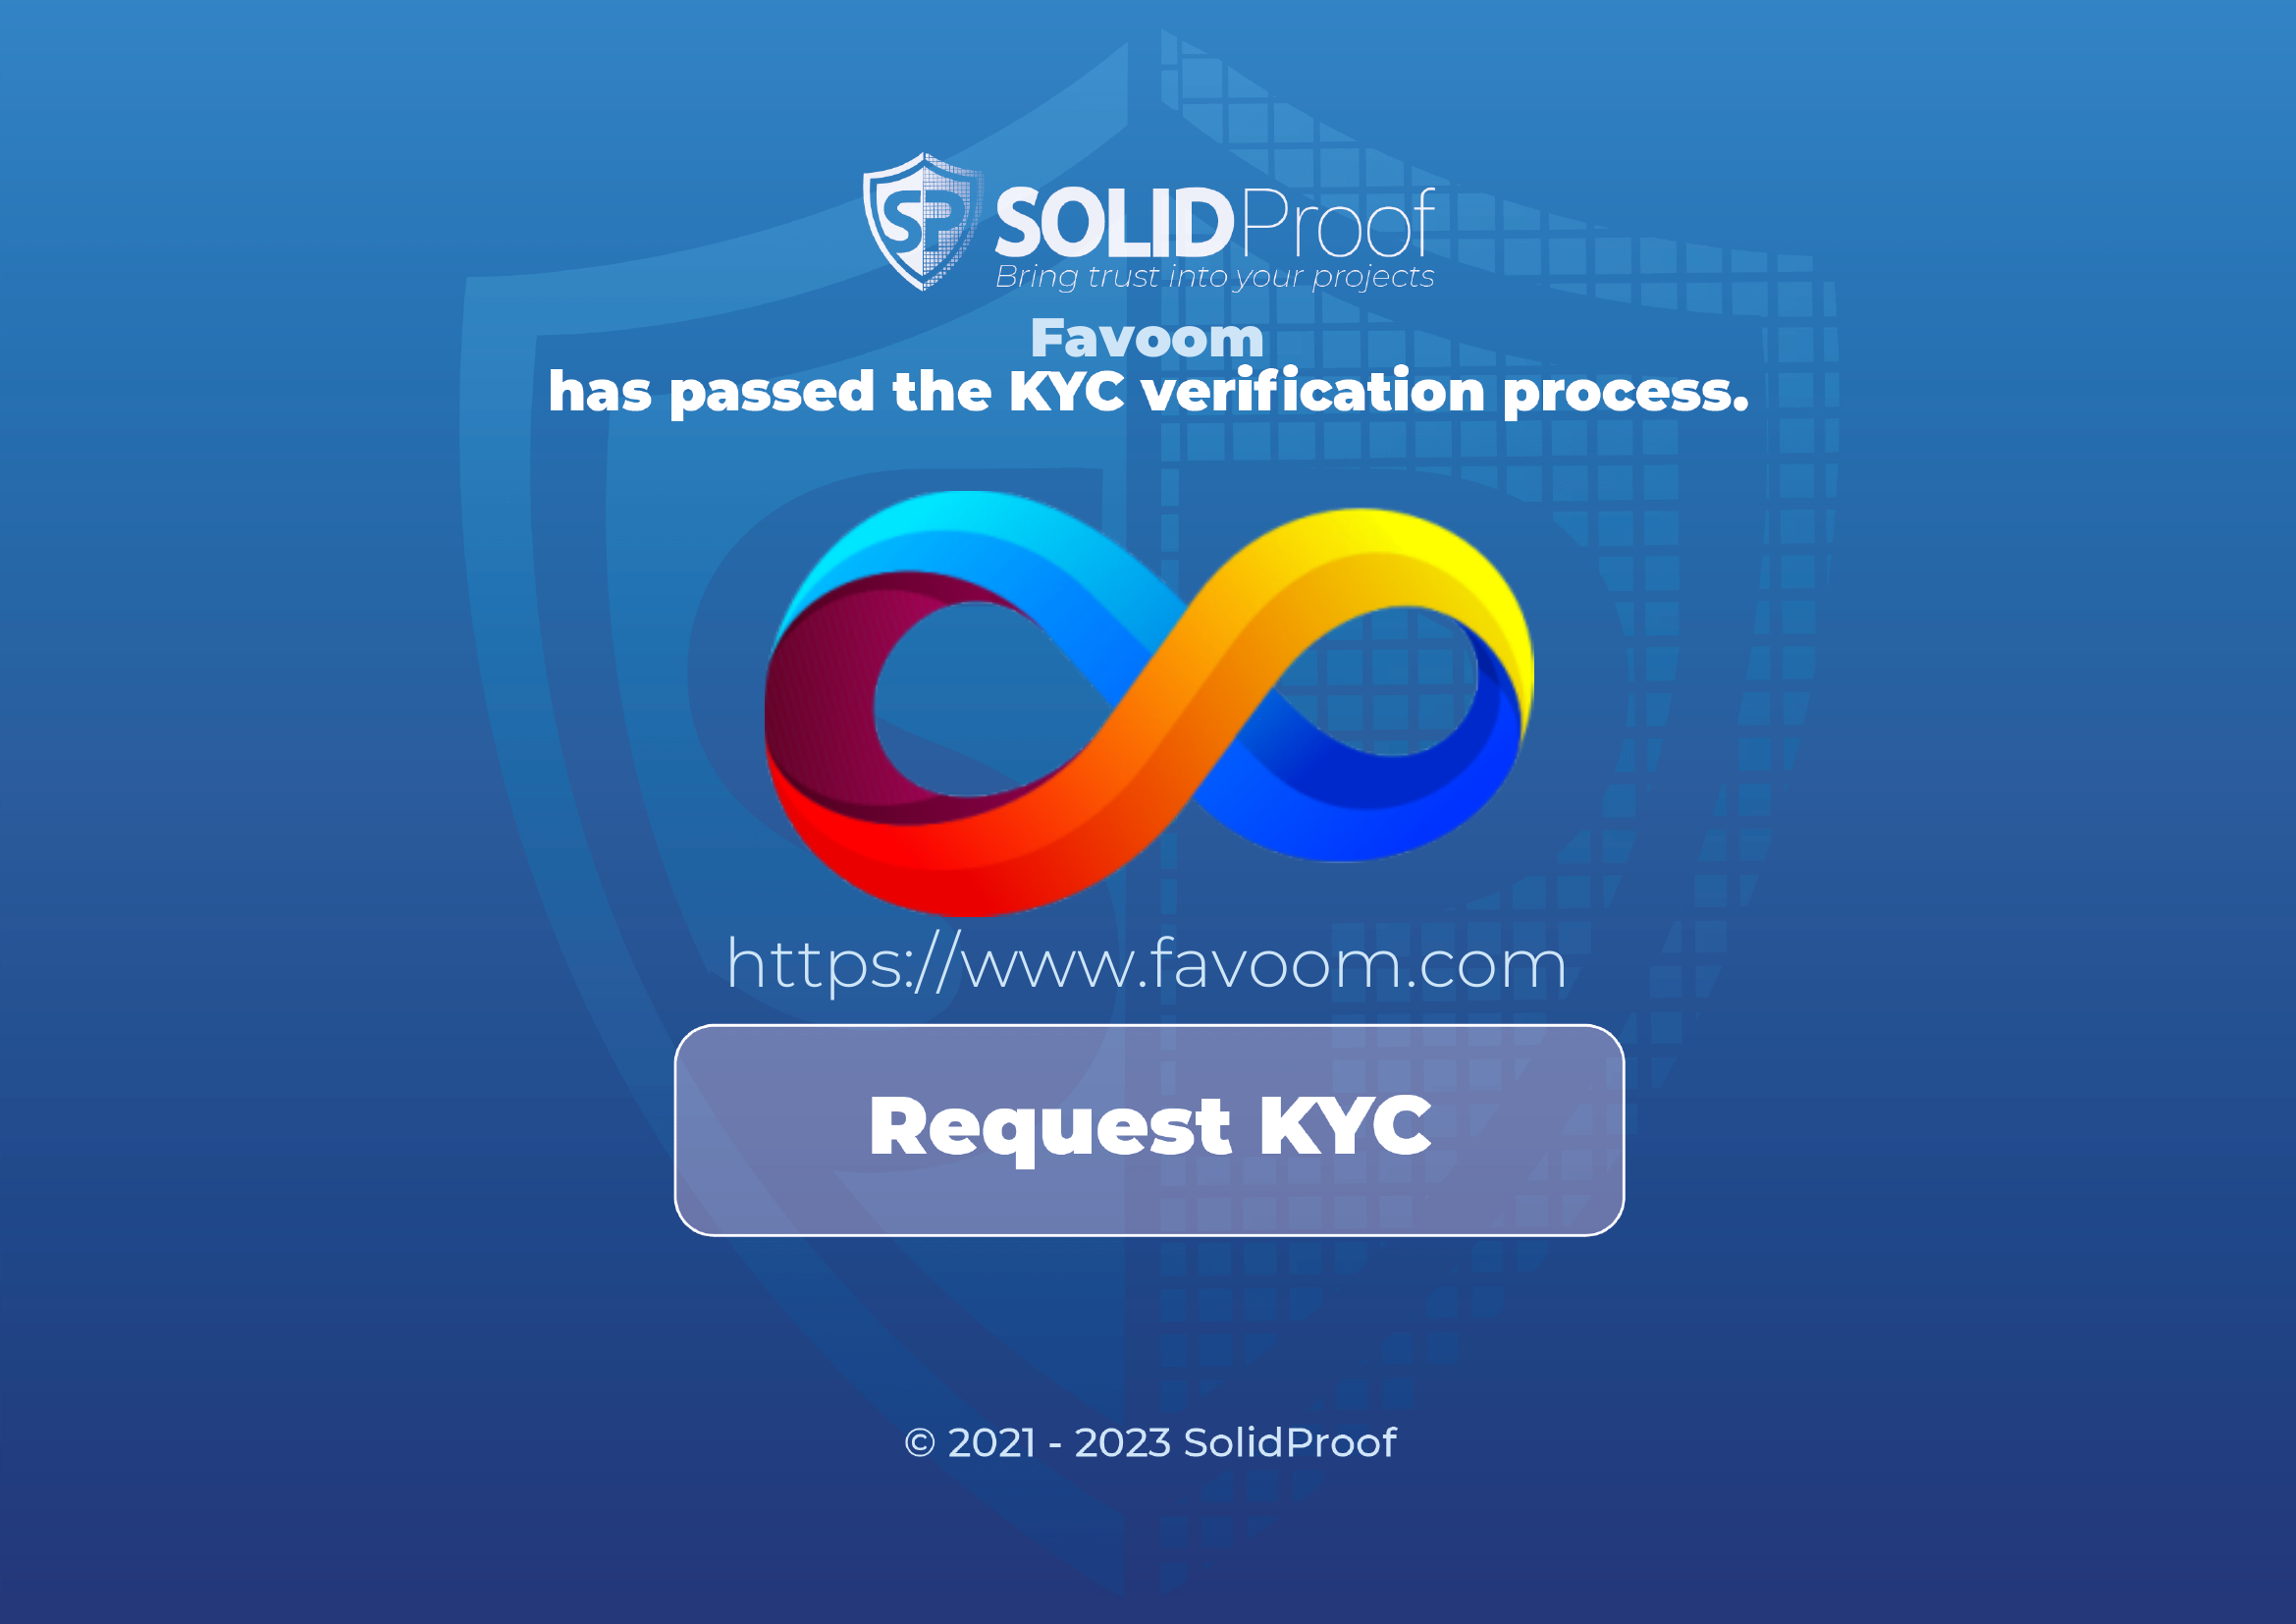 SP SOLIDProof
Bring trust into your projects
Favoom
has passed the KYC verification process.
https://www.favoom.com
Request KYC
© 2021 - 2023 SolidProof